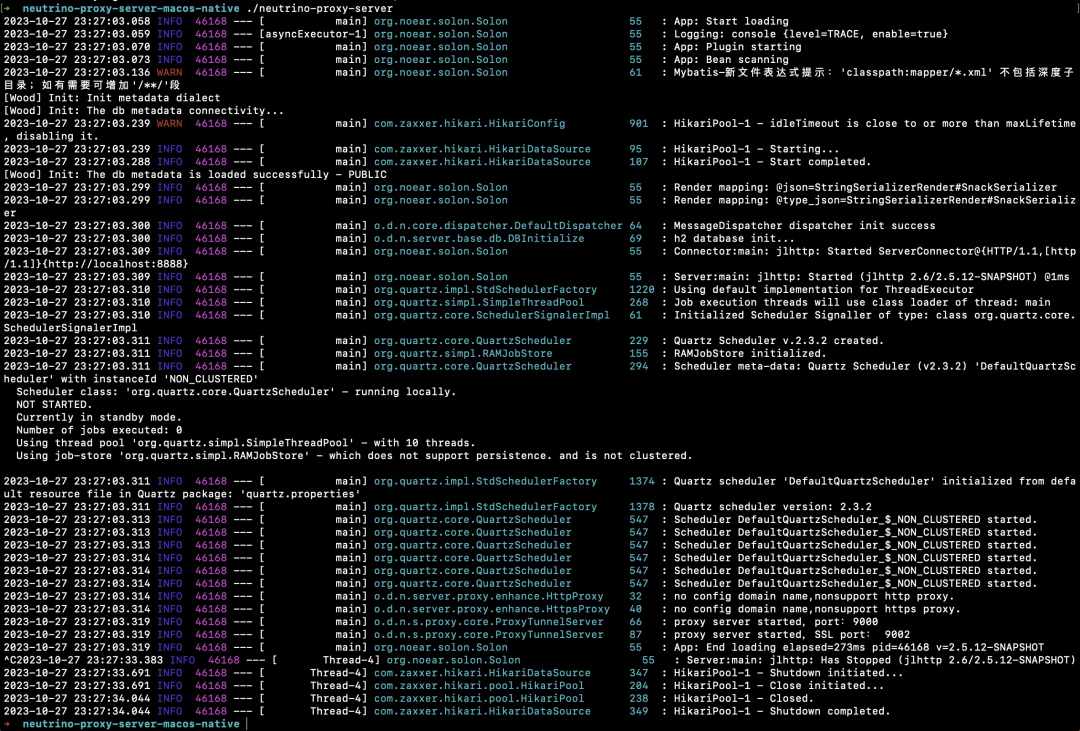 → neutrino-proxy-server-macos-native ./neutrino-proxy-server
2023-10-27 23:27:03.058 INFO 46168 --- [ main] org.noear.solon.Solon 55 : App: Start loading
2023-10-27 23:27:03.059 INFO 46168 --- [asyncExecutor-1] org.noear.solon.Solon 55 : Logging: console {level=TRACE, enable=true}
2023-10-27 23:27:03.070 INFO 46168 --- [ main] org.noear.solon.Solon 55 : App: Plugin starting
2023-10-27 23:27:03.073 INFO 46168 --- [ main] org.noear.solon.Solon 55 : App: Bean scanning
2023-10-27 23:27:03.136 WARN 46168 --- [ main] org.noear.solon.Solon 61 : Mybatis-新文件表达式提示：'classpath:mapper/*.xml' 不包括深度子
目录；如有需要可增加'/**/'段
[Wood] Init: Init metadata dialect
[Wood] Init: The db metadata connectivity...
2023-10-27 23:27:03.239 WARN 46168 --- [ main] com.zaxxer.hikari.HikariConfig 901 : HikariPool-1 - idleTimeout is close to or more than maxLifetime
, disabling it.
2023-10-27 23:27:03.239 INFO 46168 --- [ main] com.zaxxer.hikari.HikariDataSource 95 : HikariPool-1 - Starting...
2023-10-27 23:27:03.288 INFO 46168 --- [ main] com.zaxxer.hikari.HikariDataSource 107 : HikariPool-1 - Start completed.
[Wood] Init: The db metadata is loaded successfully - PUBLIC
2023-10-27 23:27:03.299 INFO 46168 --- [ main] org.noear.solon.Solon 55 : Render mapping: @json=StringSerializerRender#SnackSerializer
2023-10-27 23:27:03.299 INFO 46168 --- [ main] org.noear.solon.Solon 55 : Render mapping: @type_json=StringSerializerRender#SnackSerializ
er
2023-10-27 23:27:03.300 INFO 46168 --- [ main] o.d.n.core.dispatcher.DefaultDispatcher 64 : MessageDispatcher dispatcher init success
2023-10-27 23:27:03.300 INFO 46168 --- [ main] o.d.n.server.base.db.DBInitialize 69 : h2 database init...
2023-10-27 23:27:03.309 INFO 46168 --- [ main] org.noear.solon.Solon 55 : Connector:main: jlhttp: Started ServerConnector@{HTTP/1.1,[http
/1.1]}{http://localhost:8888}
2023-10-27 23:27:03.309 INFO 46168 --- [ main] org.noear.solon.Solon 55 : Server:main: jlhttp: Started (jlhttp 2.6/2.5.12-SNAPSHOT) @1ms
2023-10-27 23:27:03.310 INFO 46168 --- [ main] org.quartz.impl.StdSchedulerFactory 1220 : Using default implementation for ThreadExecutor
2023-10-27 23:27:03.310 INFO 46168 --- [ main] org.quartz.simpl.SimpleThreadPool 268 : Job execution threads will use class loader of thread: main
2023-10-27 23:27:03.310 INFO 46168 --- [ main] org.quartz.core.SchedulerSignalerImpl 61 : Initialized Scheduler Signaller of type: class org.quartz.core.
SchedulerSignalerImpl
2023-10-27 23:27:03.311 INFO 46168 --- [ main] org.quartz.core.QuartzScheduler 229 : Quartz Scheduler v.2.3.2 created.
2023-10-27 23:27:03.311 INFO 46168 --- [ main] org.quartz.simpl.RAMJobStore 155 : RAMJobStore initialized.
2023-10-27 23:27:03.311 INFO 46168 --- [ main] org.quartz.core.QuartzScheduler 294 : Scheduler meta-data: Quartz Scheduler (v2.3.2) 'DefaultQuartzSc
heduler' with instanceId 'NON_CLUSTERED'
Scheduler class: 'org.quartz.core.QuartzScheduler' - running locally.
NOT STARTED.
Currently in standby mode.
Number of jobs executed: 0
Using thread pool 'org.quartz.simpl.SimpleThreadPool' - with 10 threads.
Using job-store 'org.quartz.simpl.RAMJobStore' - which does not support persistence. and is not clustered.
2023-10-27 23:27:03.311 INFO 46168 --- [ main] org.quartz.impl.StdSchedulerFactory 1374 : Quartz scheduler 'DefaultQuartzScheduler' initialized from defa
ult resource file in Quartz package: 'quartz.properties'
2023-10-27 23:27:03.311 INFO 46168 --- [ main] org.quartz.impl.StdSchedulerFactory 1378 : Quartz scheduler version: 2.3.2
2023-10-27 23:27:03.313 INFO 46168 --- [ main] org.quartz.core.QuartzScheduler 547 : Scheduler DefaultQuartzScheduler_$_NON_CLUSTERED started.
2023-10-27 23:27:03.313 INFO 46168 --- [ main] org.quartz.core.QuartzScheduler 547 : Scheduler DefaultQuartzScheduler_$_NON_CLUSTERED started.
2023-10-27 23:27:03.313 INFO 46168 --- [ main] org.quartz.core.QuartzScheduler 547 : Scheduler DefaultQuartzScheduler_$_NON_CLUSTERED started.
2023-10-27 23:27:03.314 INFO 46168 --- [ main] org.quartz.core.QuartzScheduler 547 : Scheduler DefaultQuartzScheduler_$_NON_CLUSTERED started.
2023-10-27 23:27:03.314 INFO 46168 --- [ main] org.quartz.core.QuartzScheduler 547 : Scheduler DefaultQuartzScheduler_$_NON_CLUSTERED started.
2023-10-27 23:27:03.314 INFO 46168 --- [ main] org.quartz.core.QuartzScheduler 547 : Scheduler DefaultQuartzScheduler_$_NON_CLUSTERED started.
2023-10-27 23:27:03.314 INFO 46168 --- [ main] o.d.n.server.proxy.enhance.HttpProxy 32 : no config domain name,nonsupport http proxy.
2023-10-27 23:27:03.314 INFO 46168 --- [ main] o.d.n.server.proxy.enhance.HttpsProxy 40 : no config domain name,nonsupport https proxy.
2023-10-27 23:27:03.319 INFO 46168 --- [ main] o.d.n.s.proxy.core.ProxyTunnelServer 66 : proxy server started, port：9000
2023-10-27 23:27:03.319 INFO 46168 --- [ main] o.d.n.s.proxy.core.ProxyTunnelServer 87 : proxy server started, SSL port： 9002
2023-10-27 23:27:03.319 INFO 46168 --- [ main] org.noear.solon.Solon 55 : App: End loading elapsed=273ms pid=46168 v=2.5.12-SNAPSHOT
^C2023-10-27 23:27:33.383 INFO 46168 --- [ Thread-4] org.noear.solon.Solon 55 : Server:main: jlhttp: Has Stopped (jlhttp 2.6/2.5.12-SNAPSHOT)
2023-10-27 23:27:33.691 INFO 46168 --- [ Thread-4] com.zaxxer.hikari.HikariDataSource 347 : HikariPool-1 - Shutdown initiated...
2023-10-27 23:27:33.691 INFO 46168 --- [ Thread-4] com.zaxxer.hikari.pool.HikariPool 204 : HikariPool-1 - Close initiated...
2023-10-27 23:27:34.044 INFO 46168 --- [ Thread-4] com.zaxxer.hikari.pool.HikariPool 238 : HikariPool-1 - Closed.
2023-10-27 23:27:34.044 INFO 46168 --- [ Thread-4] com.zaxxer.hikari.HikariDataSource 349 : HikariPool-1 - Shutdown completed.
→ neutrino-proxy-server-macos-native